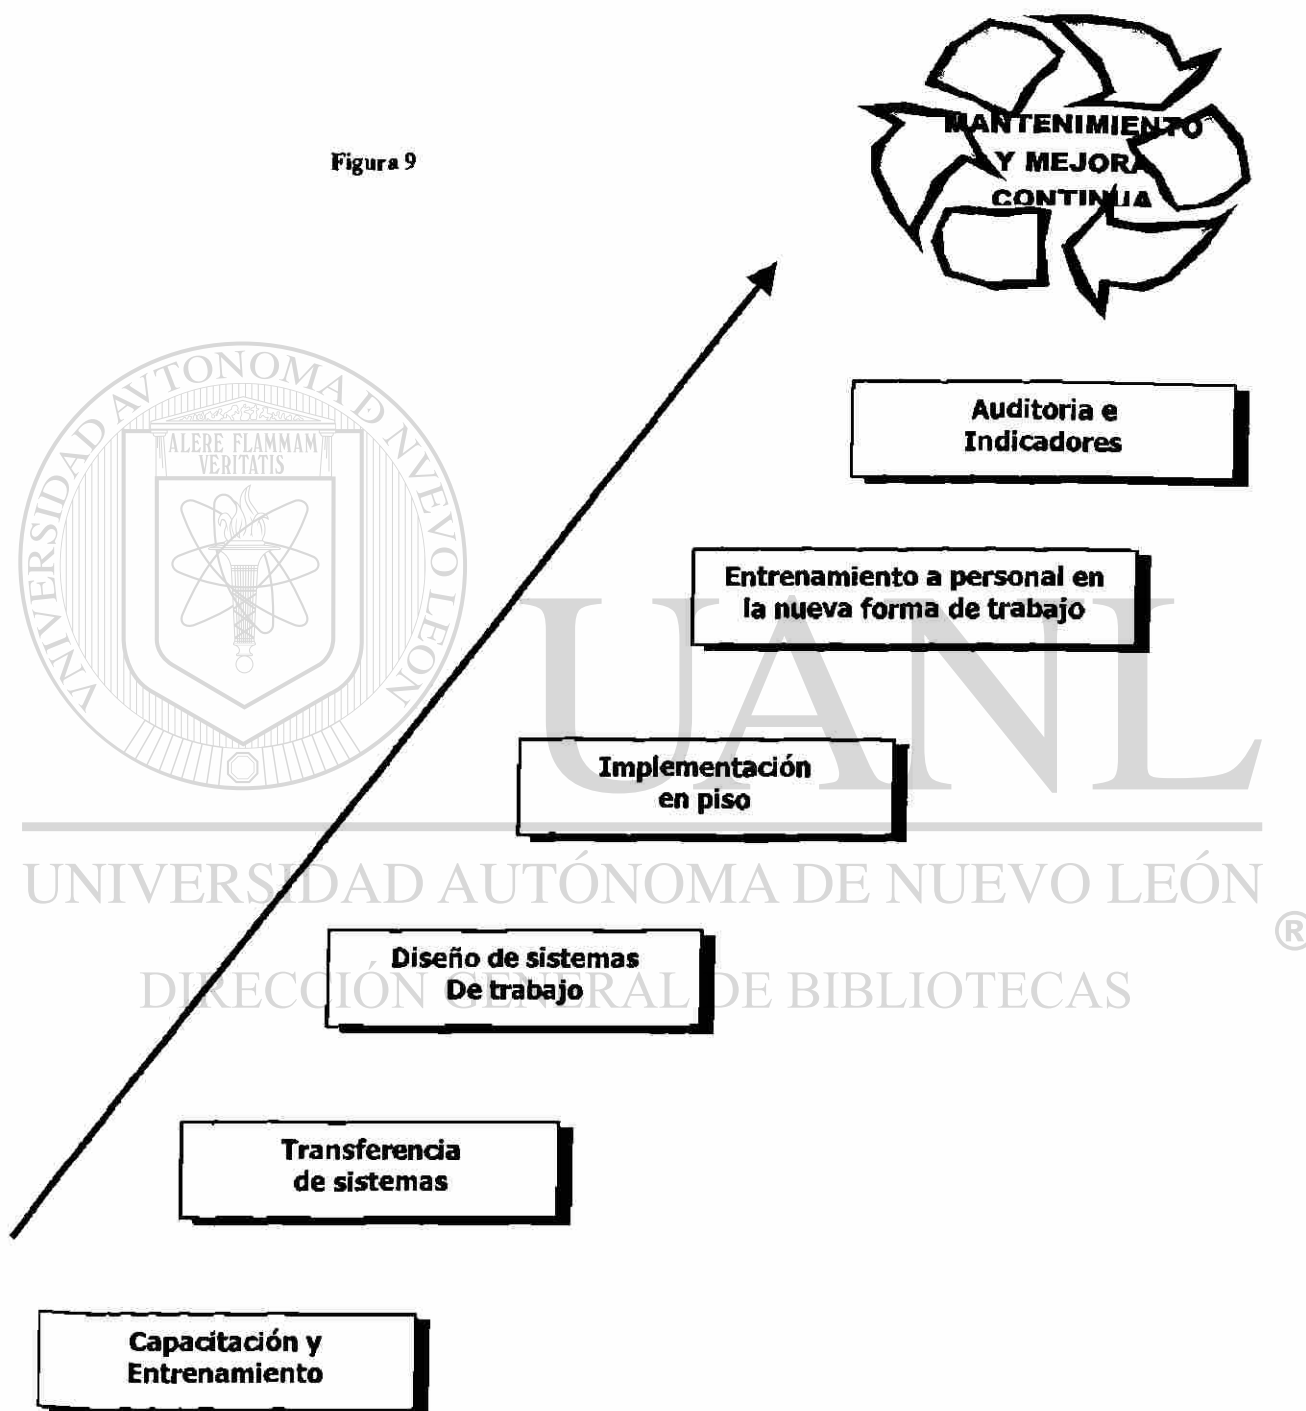 MANTENIMIENTO
Y MEJORA
CONTINUA
Figura 9
Auditoria e
Indicadores
Entrenamiento a personal en
la nueva forma de trabajo
Implementación
en piso
Diseño de sistemas
De trabajo
Transferencia
de sistemas
Capacitación y
Entrenamiento
UNIVERSIDAD AUTONOMA DE NUEVO LEON
ALERE FLAMMAM
VERITATIS
UANL
UNIVERSIDAD AUTÓNOMA DE NUEVO LEÓN
®
DIRECCIÓN GENERAL DE BIBLIOTECAS